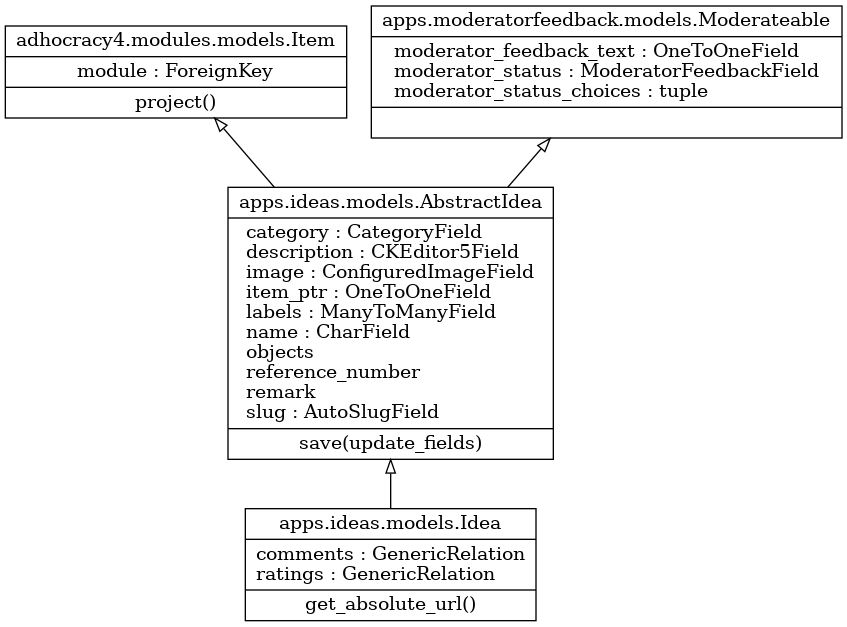 adhocracy4.modules.models.Item
module : ForeignKey
project()
apps.moderatorfeedback.models.Moderateable
moderator_feedback_text : OneToOneField
moderator_status : ModeratorFeedbackField
moderator_status_choices : tuple
apps.ideas.models.AbstractIdea
category : CategoryField
description : CKEditor5Field
image : ConfiguredImageField
item_ptr : OneToOneField
labels : ManyToManyField
name : CharField
objects
reference_number
remark
slug : AutoSlugField
save(update_fields)
apps.ideas.models.Idea
comments : GenericRelation
ratings : GenericRelation
get_absolute_url()